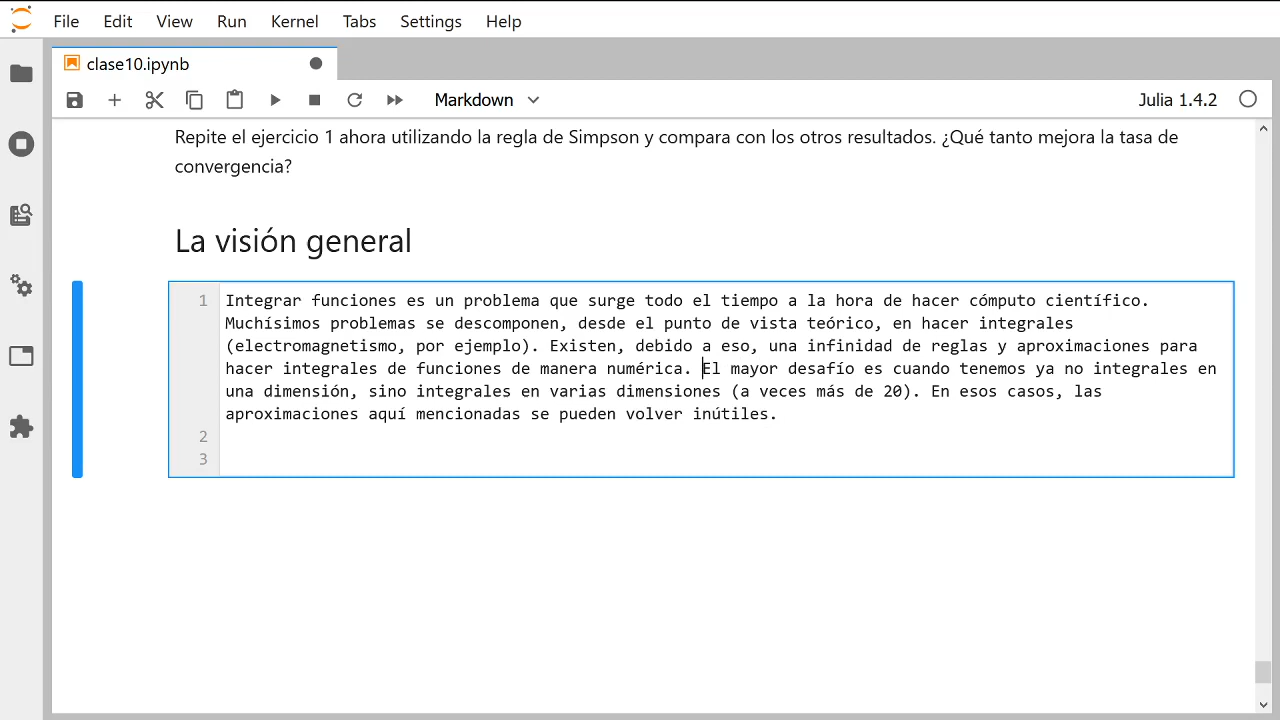 File Edit View Run Kernel Tabs Settings Help
clase10.ipynb
Markdown
Julia 1.4.2
Repite el ejercicio 1 ahora utilizando la regla de Simpson y compara con los otros resultados. ¿Qué tanto mejora la tasa de
convergencia?
La visión general
1 Integrar funciones es un problema que surge todo el tiempo a la hora de hacer cómputo científico.
Muchísimos problemas se descomponen, desde el punto de vista teórico, en hacer integrales
(electromagnetismo, por ejemplo). Existen, debido a eso, una infinidad de reglas y aproximaciones para
hacer integrales de funciones de manera numérica. El mayor desafío es cuando tenemos ya no integrales en
una dimensión, sino integrales en varias dimensiones (a veces más de 20). En esos casos, las
aproximaciones aquí mencionadas se pueden volver inútiles.
2
3